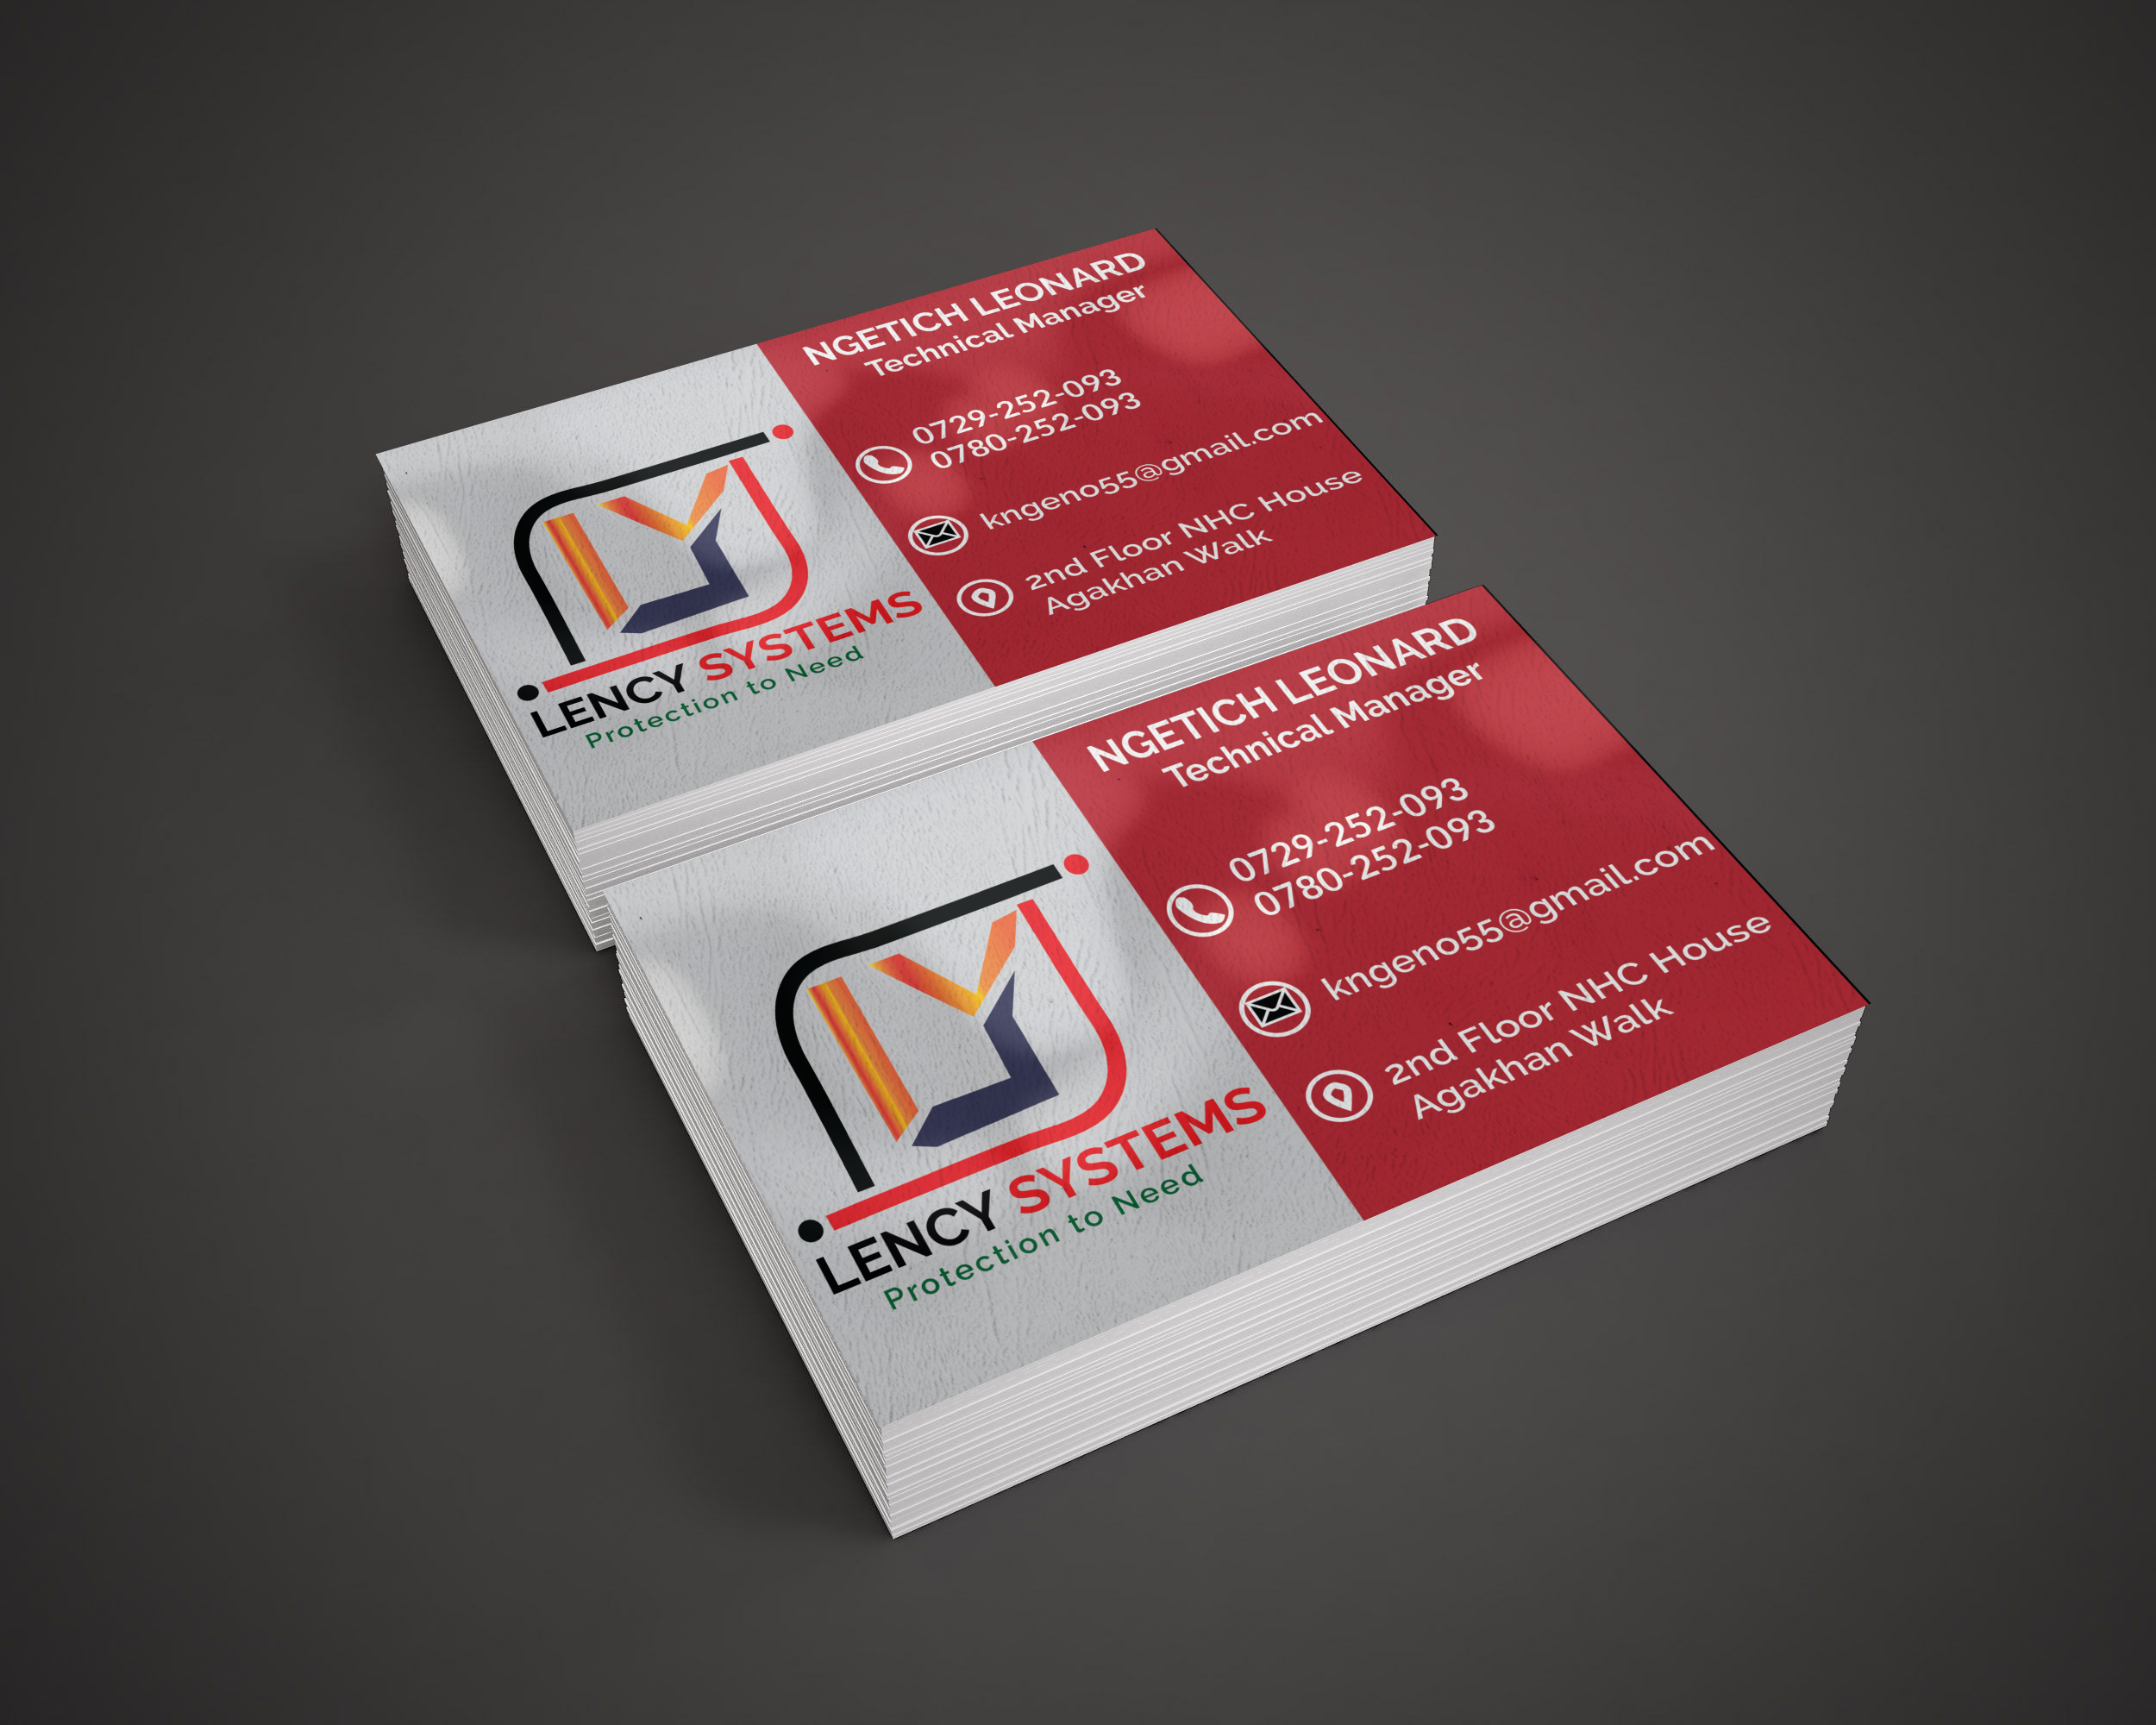 NGETICH LEONARD
Technical Manager
0729-252-093
0780-252-093
kngeno55@gmail.com
2nd Floor NHC House
Agakhan Walk
LENCY SYSTEMS
Protection to Need
NGETICH LEONARD
Technical Manager
0729-252-093
0780-252-093
kngeno55@gmail.com
2nd Floor NHC House
Agakhan Walk
LENCY SYSTEMS
Protection to Need